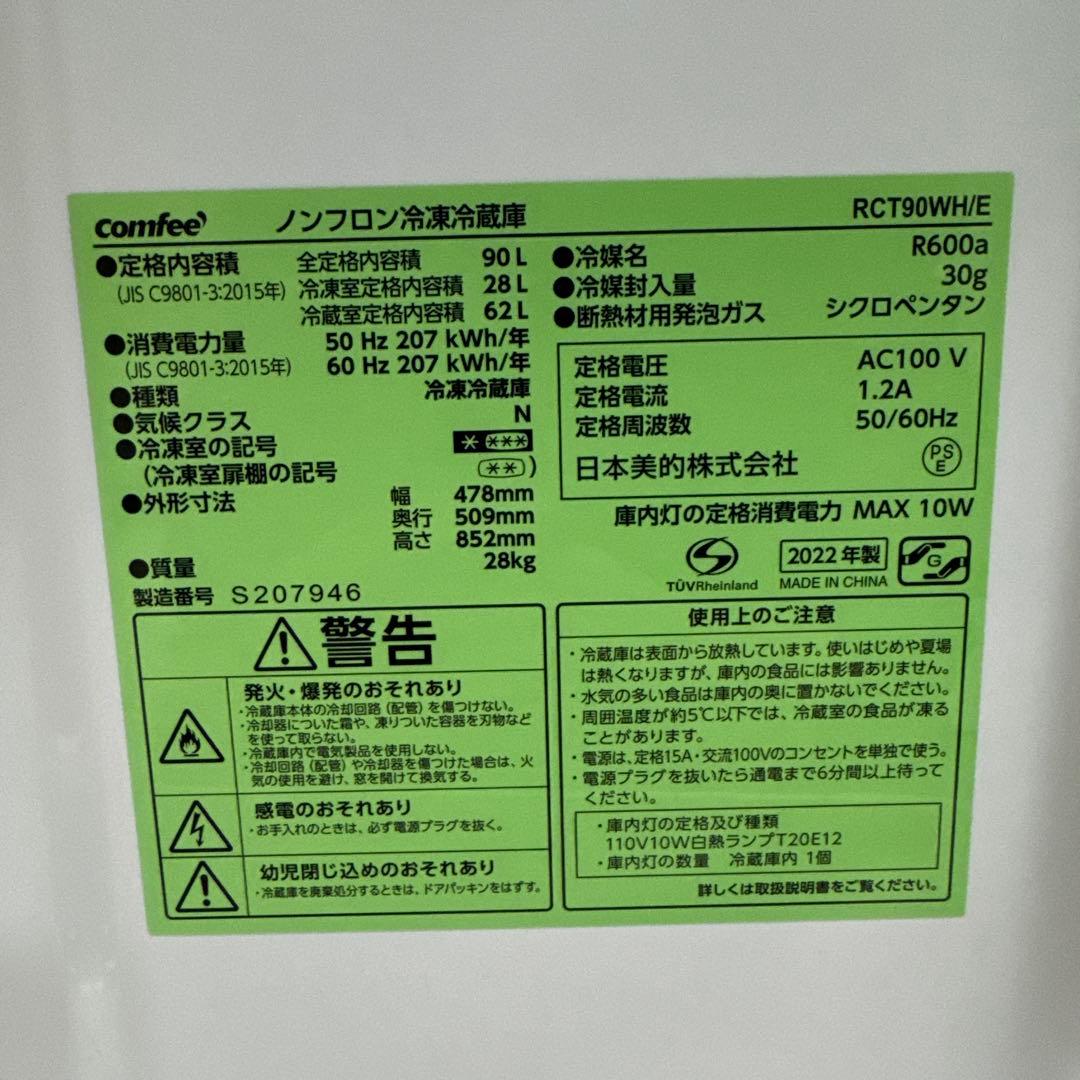 comfee' ノンフロン冷凍冷蔵庫 RCT90WH/E
●定格内容積 全定格内容積 90 L
(JIS C9801-3:2015年) 冷凍室定格内容積 28 L
冷蔵室定格内容積 62 L
●消費電力量 50 Hz 207 kWh/年
(JIS C9801-3:2015年) 60 Hz 207 kWh/年
●種類 冷凍冷蔵庫
●気候クラス N
●冷凍室の記号 * ***
(冷凍室扉棚の記号 (**))
●外形寸法 幅 478mm
奥行 509mm
高さ 852mm
●質量 28kg
製造番号 S207946
●冷媒名 R600a
●冷媒封入量 30g
●断熱材用発泡ガス シクロペンタン
定格電圧 AC100 V
定格電流 1.2A
定格周波数 50/60Hz
日本美的株式会社 PS E
庫内灯の定格消費電力 MAX 10W
TÜVRheinland 2022年製 G
MADE IN CHINA
警告
発火・爆発のおそれあり
・冷蔵庫本体の冷却回路(配管)を傷つけない。
・冷却器についた霜や、凍りついた容器を刃物など
を使って取らない。
・冷蔵庫内で電気製品を使用しない。
・冷却回路(配管)や冷却器を傷つけた場合は、火
気の使用を避け、窓を開けて換気する。
感電のおそれあり
・お手入れのときは、必ず電源プラグを抜く。
幼児閉じ込めのおそれあり
・冷蔵庫を廃棄処分するときは、ドアパッキンをはずす。
使用上のご注意
・冷蔵庫は表面から放熱しています。使いはじめや夏場
は熱くなりますが、庫内の食品には影響ありません。
・水気の多い食品は庫内の奥に置かないでください。
・周囲温度が約5℃以下では、冷蔵室の食品が凍る
ことがあります。
・電源は、定格15A・交流100Vのコンセントを単独で使う。
・電源プラグを抜いたら通電まで6分間以上待って
ください。
・庫内灯の定格及び種類
110V10W白熱ランプT20E12
・庫内灯の数量 冷蔵庫内 1個
詳しくは取扱説明書をご覧ください。